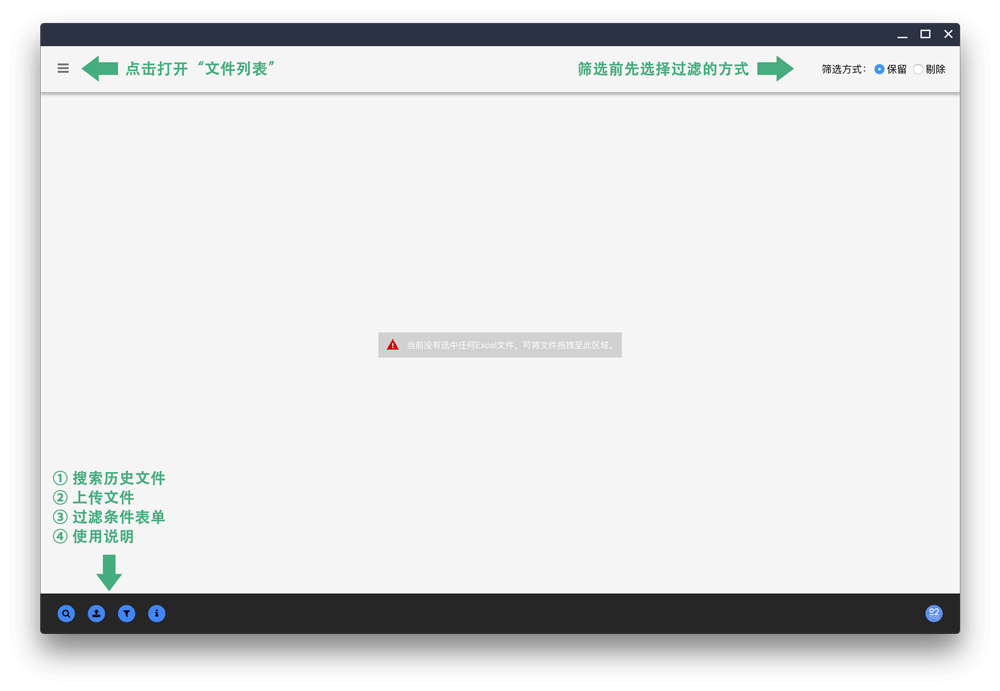 点击打开“文件列表”
筛选前先选择过滤的方式
筛选方式： 保留 剔除
当前没有选中任何Excel文件，可将文件拖拽至此区域。
① 搜索历史文件
② 上传文件
③ 过滤条件表单
④ 使用说明